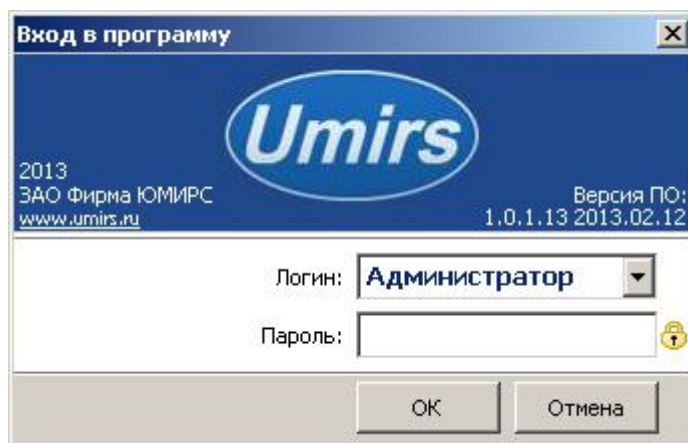 Вход в программу
Umirs
2013
ЗАО Фирма ЮМИРС
www.umirs.ru
Версия ПО:
1.0.1.13 2013.02.12
Логин: Администратор
Пароль:
ОК Отмена